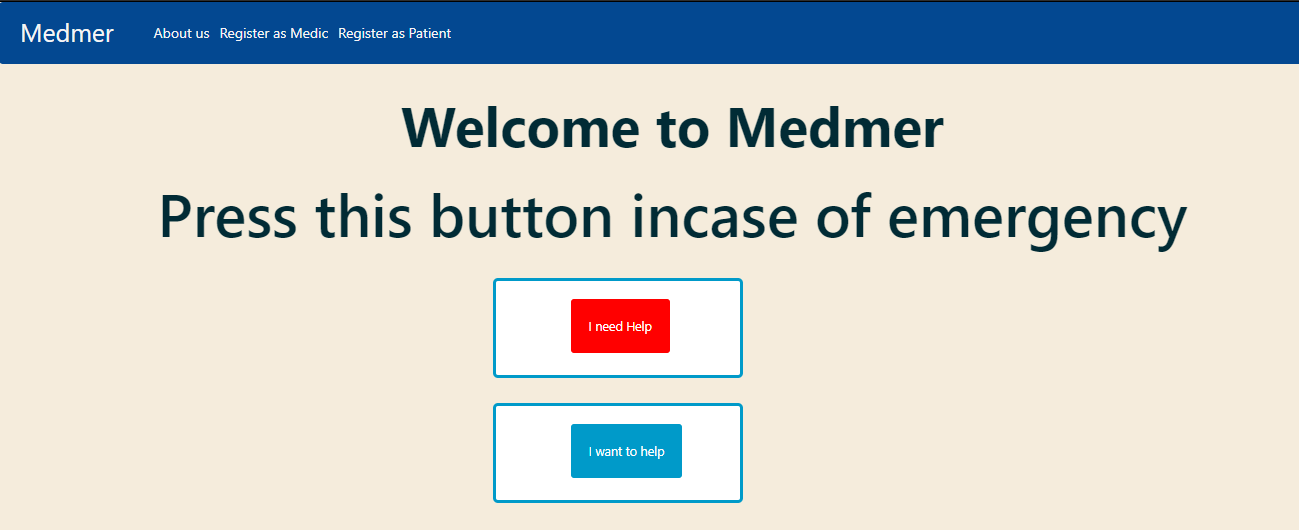 Medmer About us Register as Medic Register as Patient
Welcome to Medmer
Press this button incase of emergency
I need Help
I want to help